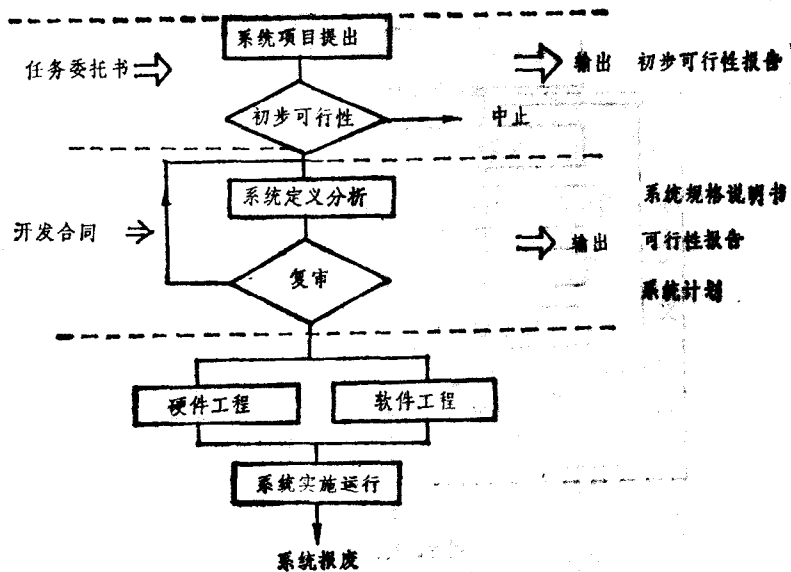 系统项目提出
任务委托书
输出 初步可行性报告
初步可行性
中止
系统定义分析
系统规格说明书
开发合同
输出 可行性报告
复审
系统计划
硬件工程
软件工程
系统实施运行
系统报废